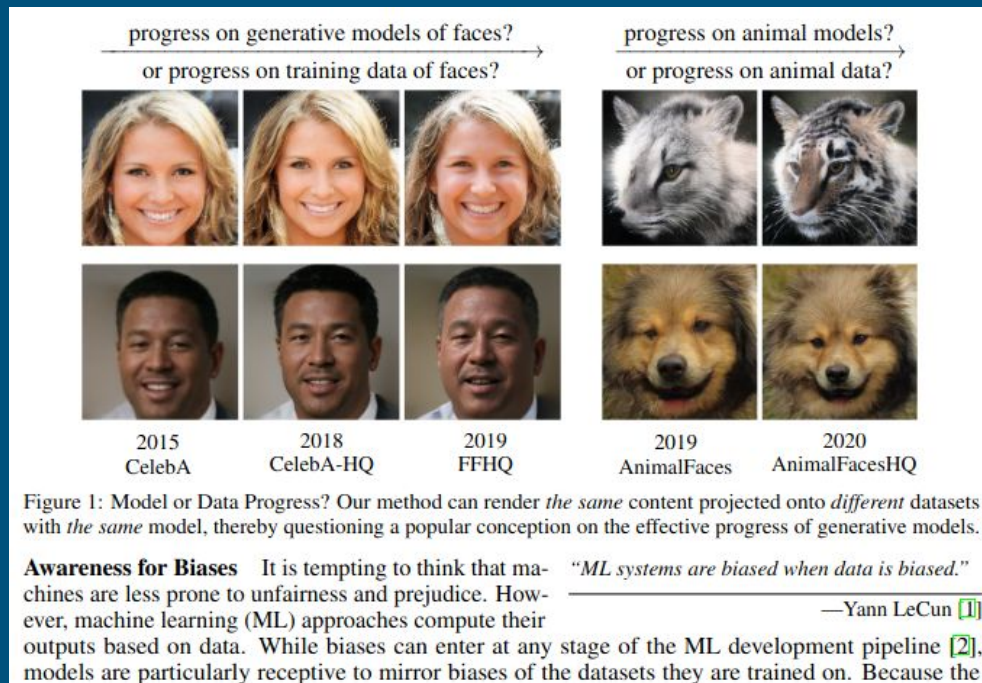 progress on generative models of faces?
or progress on training data of faces?
progress on animal models?
or progress on animal data?
2015
CelebA
2018
CelebA-HQ
2019
FFHQ
2019
AnimalFaces
2020
AnimalFacesHQ
Figure 1: Model or Data Progress? Our method can render the same content projected onto different datasets
with the same model, thereby questioning a popular conception on the effective progress of generative models.
Awareness for Biases It is tempting to think that ma-
chines are less prone to unfairness and prejudice. How-
ever, machine learning (ML) approaches compute their
“ML systems are biased when data is biased.”
—Yann LeCun [1]
outputs based on data. While biases can enter at any stage of the ML development pipeline [2],
models are particularly receptive to mirror biases of the datasets they are trained on. Because the